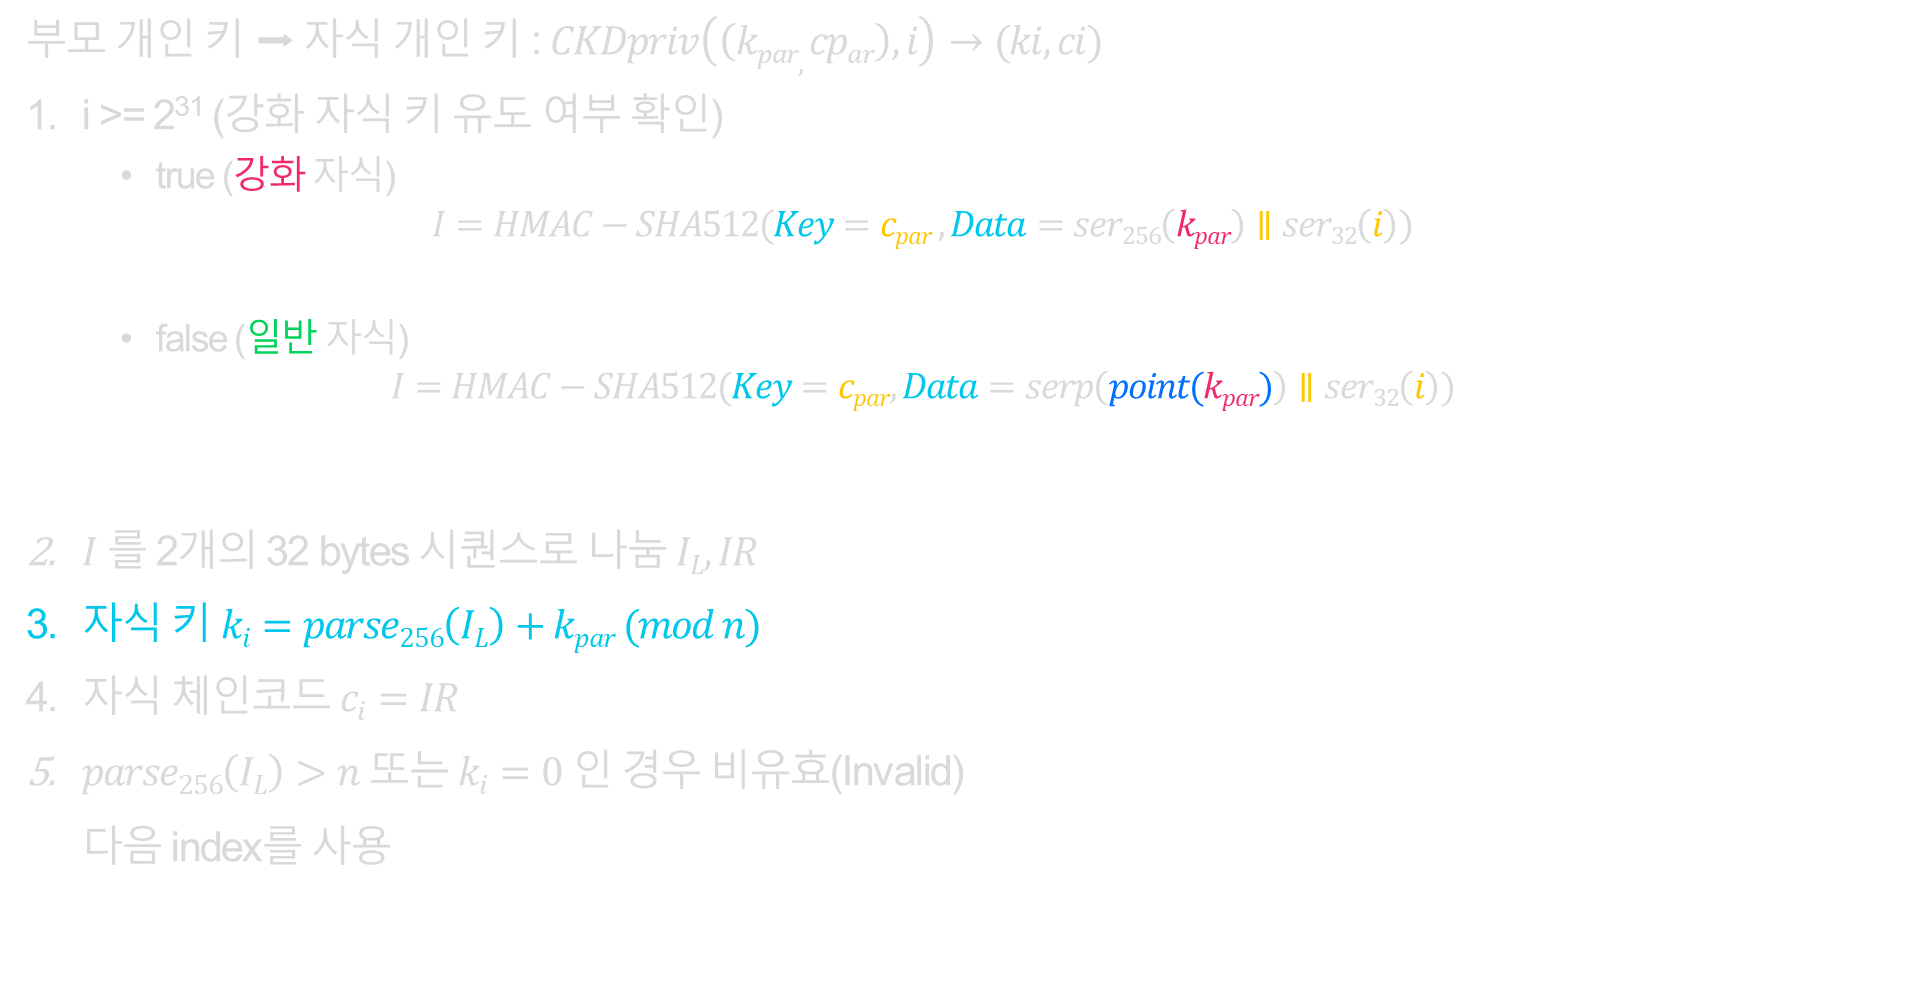 부모 개인 키 ➡ 자식 개인 키 : CKDpriv((k_par, cp_ar), i) → (ki, ci)
1. i >= 2³¹ (강화 자식 키 유도 여부 확인)
• true (강화 자식)
I = HMAC − SHA512(Key = c_par, Data = ser_256(k_par) ∥ ser_32(i))
• false (일반 자식)
I = HMAC − SHA512(Key = c_par, Data = serp(point(k_par)) ∥ ser_32(i))
2. I 를 2개의 32 bytes 시퀀스로 나눔 I_L, IR
3. 자식 키 k_i = parse_256(I_L) + k_par (mod n)
4. 자식 체인코드 c_i = IR
5. parse_256(I_L) > n 또는 k_i = 0 인 경우 비유효(Invalid)
다음 index를 사용